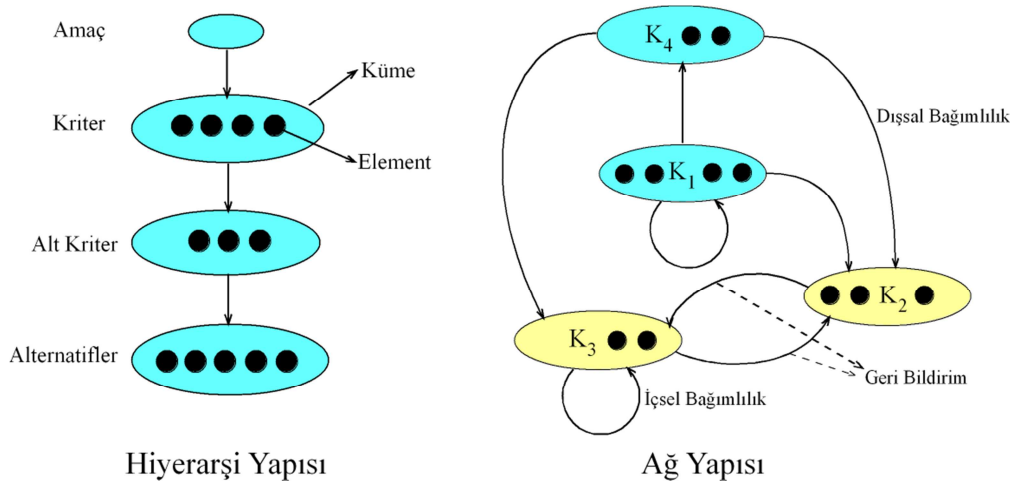 Amaç
Küme
Kriter
Element
Alt Kriter
Alternatifler
Hiyerarşi Yapısı
K4
Dışsal Bağımlılık
K1
K2
K3
Geri Bildirim
İçsel Bağımlılık
Ağ Yapısı